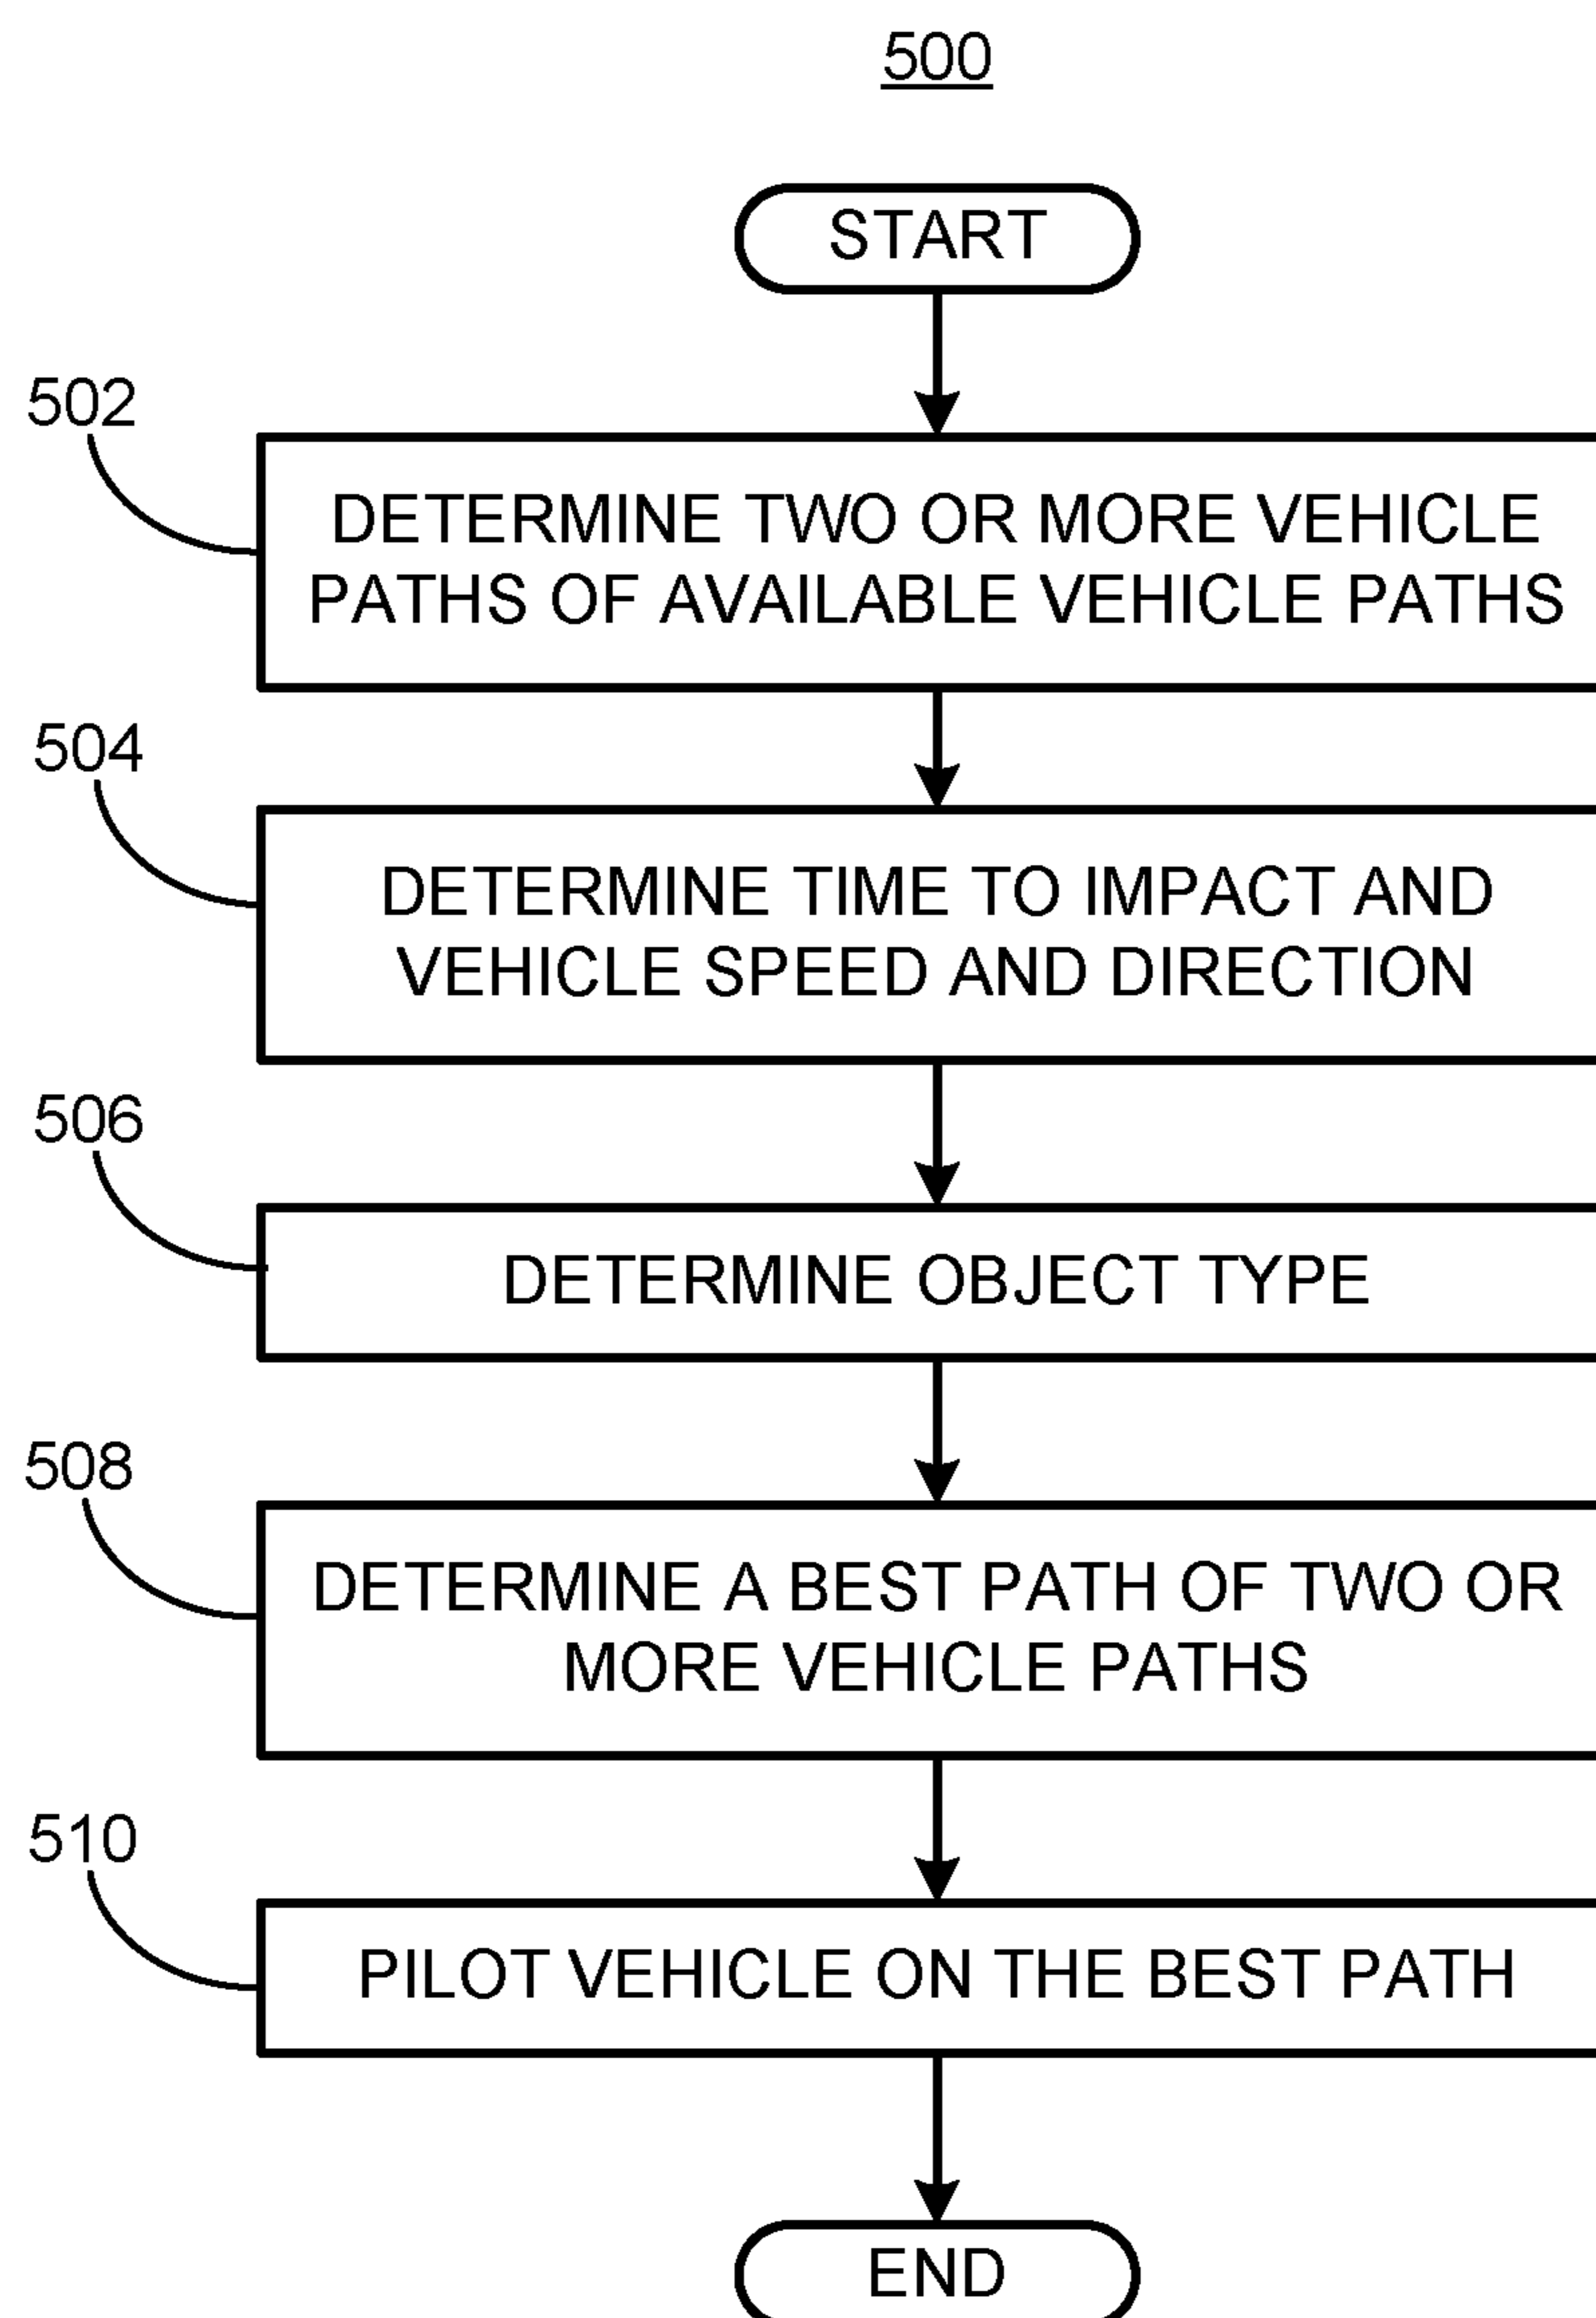 500
START
502
DETERMINE TWO OR MORE VEHICLE
PATHS OF AVAILABLE VEHICLE PATHS
504
DETERMINE TIME TO IMPACT AND
VEHICLE SPEED AND DIRECTION
506
DETERMINE OBJECT TYPE
508
DETERMINE A BEST PATH OF TWO OR
MORE VEHICLE PATHS
510
PILOT VEHICLE ON THE BEST PATH
END